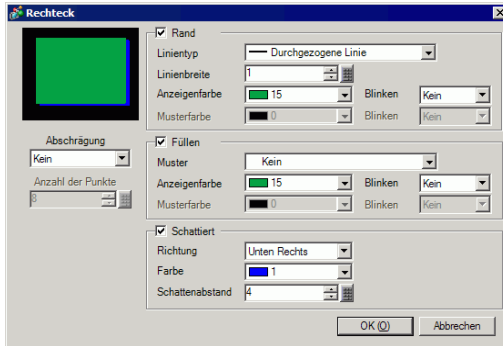 Rechteck
Rand
Linientyp Durchgezogene Linie
Linienbreite 1
Anzeigenfarbe 15 Blinken Kein
Musterfarbe 0 Blinken Kein
Abschrägung
Kein
Anzahl der Punkte
8
Füllen
Muster Kein
Anzeigenfarbe 15 Blinken Kein
Musterfarbe 0 Blinken Kein
Schattiert
Richtung Unten Rechts
Farbe 1
Schattenabstand 4
OK (O) Abbrechen